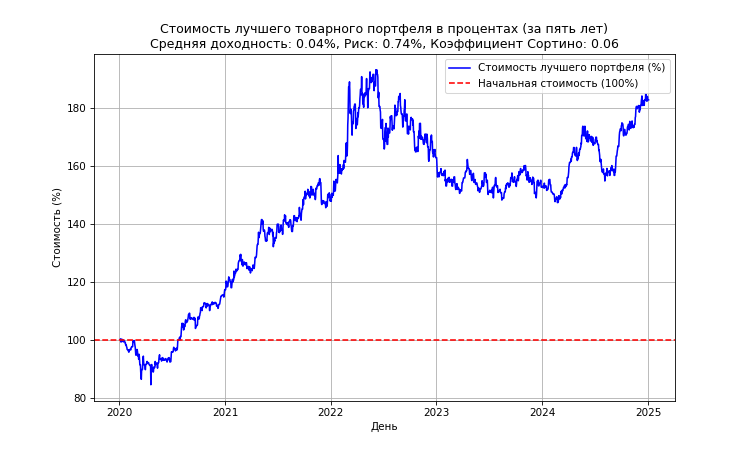 Стоимость лучшего товарного портфеля в процентах (за пять лет)
Средняя доходность: 0.04%, Риск: 0.74%, Коэффициент Сортино: 0.06
Стоимость лучшего портфеля (%)
Начальная стоимость (100%)
Стоимость (%)
180
160
140
120
100
80
2020
2021
2022
2023
2024
2025
День